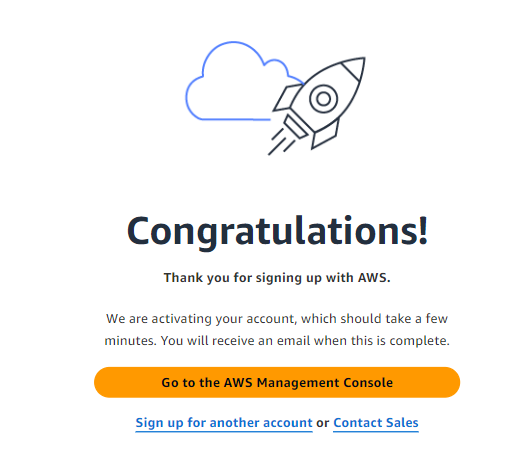 Congratulations!
Thank you for signing up with AWS.
We are activating your account, which should take a few
minutes. You will receive an email when this is complete.
Go to the AWS Management Console
Sign up for another account or Contact Sales